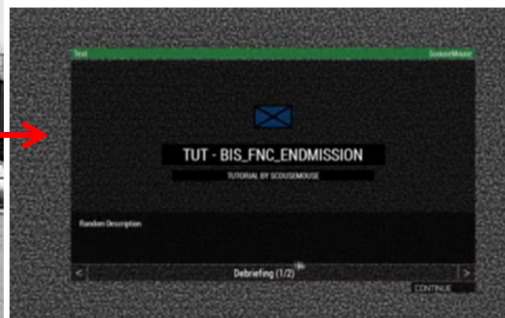 Test ScouseMouse
TUT - BIS_FNC_ENDMISSION
TUTORIAL BY SCOUSEMOUSE
Random Description
< Debriefing (1/2) >
CONTINUE